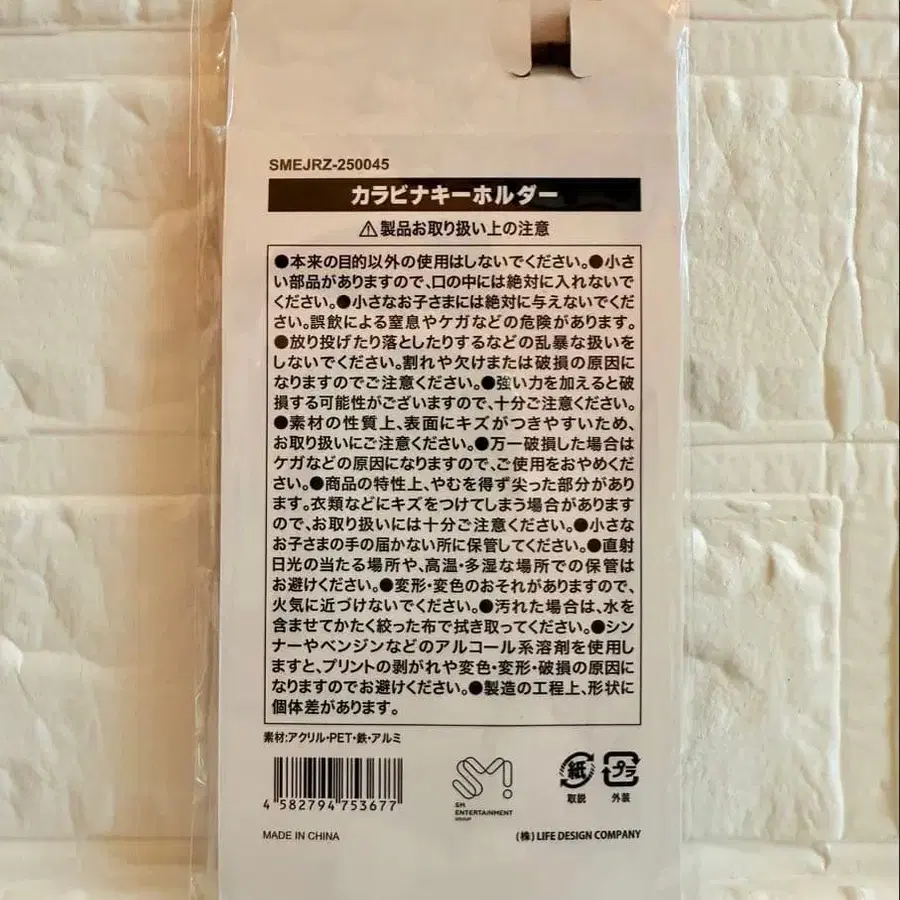 SMEJRZ-250045
カラビナキーホルダー
⚠製品お取り扱い上の注意
●本来の目的以外の使用はしないでください。●小さ
い部品がありますので、口の中には絶対に入れないで
ください。●小さなお子さまには絶対に与えないでくだ
さい。誤飲による窒息やケガなどの危険があります。
●放り投げたり落としたりするなどの乱暴な扱いを
しないでください。割れや欠けまたは破損の原因に
なりますのでご注意ください。●強い力を加えると破
損する可能性がございますので、十分ご注意ください。
●素材の性質上、表面にキズがつきやすいため、
お取り扱いにご注意ください。●万一破損した場合は
ケガなどの原因になりますので、ご使用をおやめくだ
さい。●商品の特性上、やむを得ず尖った部分があり
ます。衣類などにキズをつけてしまう場合があります
ので、お取り扱いには十分ご注意ください。●小さな
お子さまの手の届かない所に保管してください。●直射
日光の当たる場所や、高温・多湿な場所での保管は
お避けください。●変形・変色のおそれがありますので、
火気に近づけないでください。●汚れた場合は、水を
含ませてかたく絞った布で拭き取ってください。●シン
ナーやベンジンなどのアルコール系溶剤を使用し
ますと、プリントの剥がれや変色・変形・破損の原因に
なりますのでお避けください。●製造の工程上、形状に
個体差があります。
素材:アクリル・PET・鉄・アルミ
4 582794 753677
SM
SM
ENTERTAINMENT
GROUP
紙
取説
プラ
外装
MADE IN CHINA
(株) LIFE DESIGN COMPANY